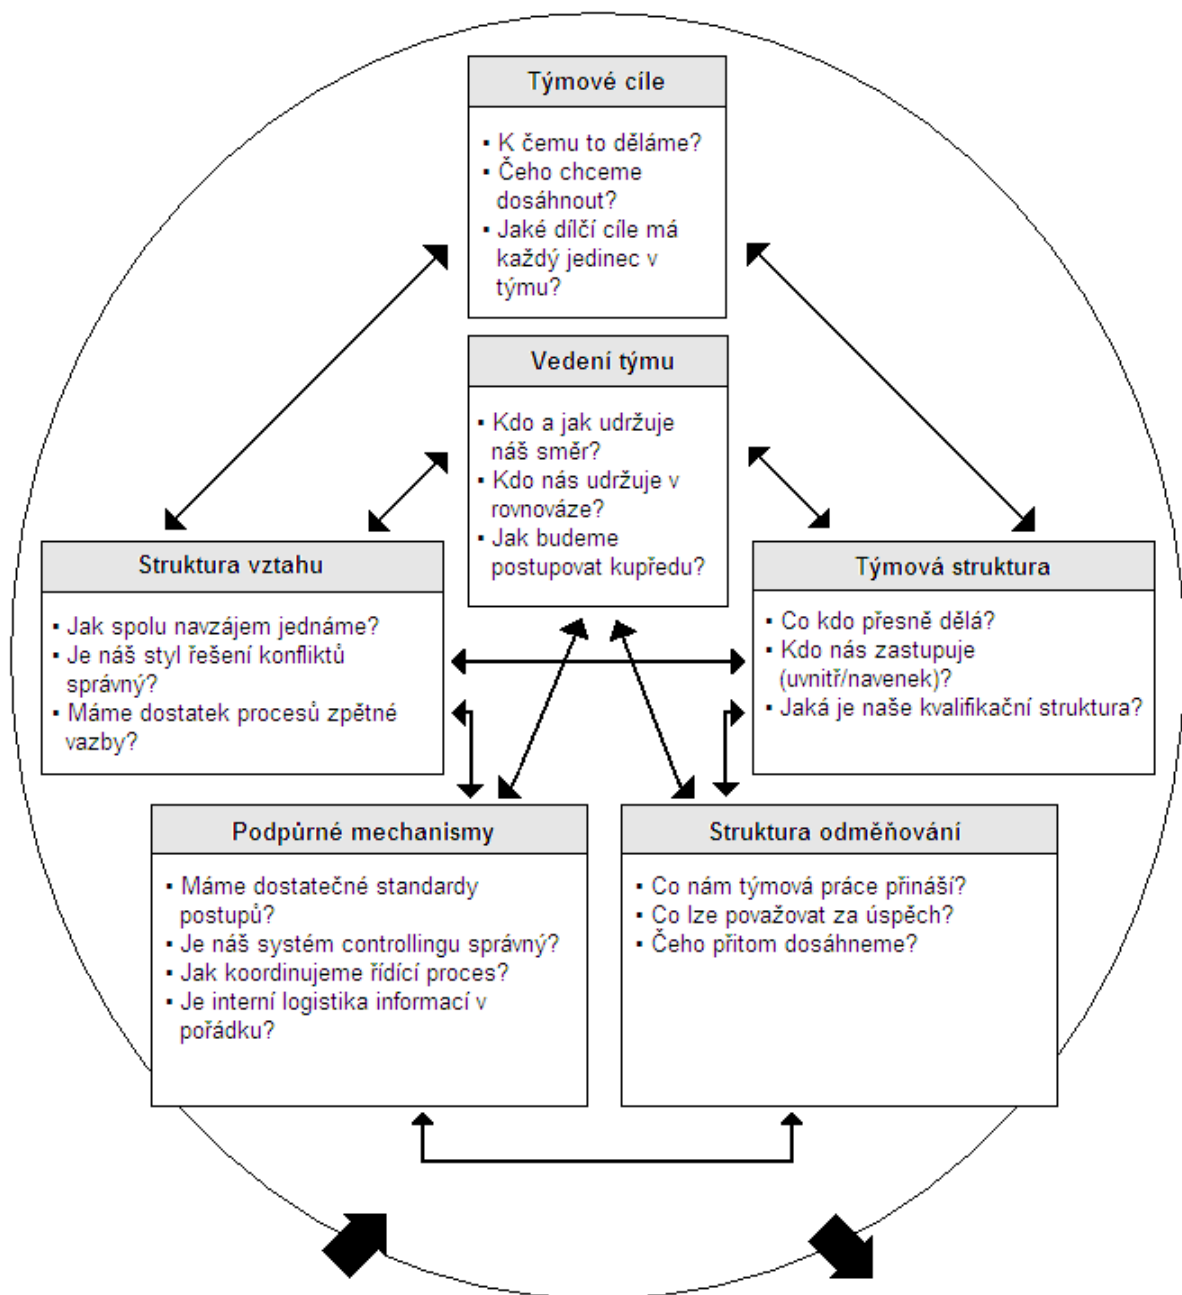 Týmové cíle
▪ K čemu to děláme?
▪ Čeho chceme
dosáhnout?
▪ Jaké dílčí cíle má
každý jedinec v
týmu?
Vedení týmu
▪ Kdo a jak udržuje
náš směr?
▪ Kdo nás udržuje v
rovnováze?
▪ Jak budeme
postupovat kupředu?
Struktura vztahu
▪ Jak spolu navzájem jednáme?
▪ Je náš styl řešení konfliktů
správný?
▪ Máme dostatek procesů zpětné
vazby?
Týmová struktura
▪ Co kdo přesně dělá?
▪ Kdo nás zastupuje
(uvnitř/navenek)?
▪ Jaká je naše kvalifikační struktura?
Podpůrné mechanismy
▪ Máme dostatečné standardy
postupů?
▪ Je náš systém controllingu správný?
▪ Jak koordinujeme řídící proces?
▪ Je interní logistika informací v
pořádku?
Struktura odměňování
▪ Co nám týmová práce přináší?
▪ Co lze považovat za úspěch?
▪ Čeho přitom dosáhneme?